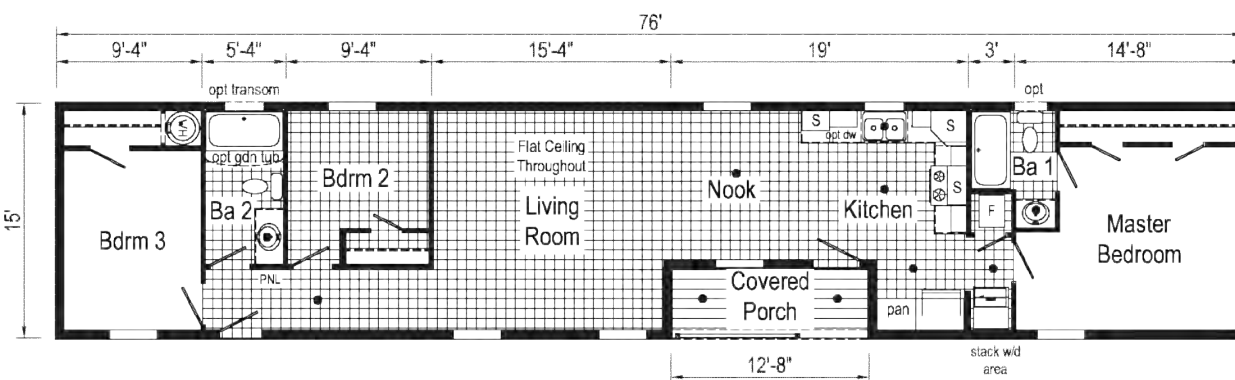 76'
9'-4"
5'-4"
9'-4"
15'-4"
19'
3'
14'-8"
opt transom
opt
S
opt dw
S
WH
opt gdn tub
Flat Ceiling
Throughout
Bdrm 2
Nook
S
Ba 1
15'
Ba 2
Living
Room
Kitchen
F
Bdrm 3
Master
Bedroom
PNL
Covered
Porch
pan
stack w/d
area
12'-8"